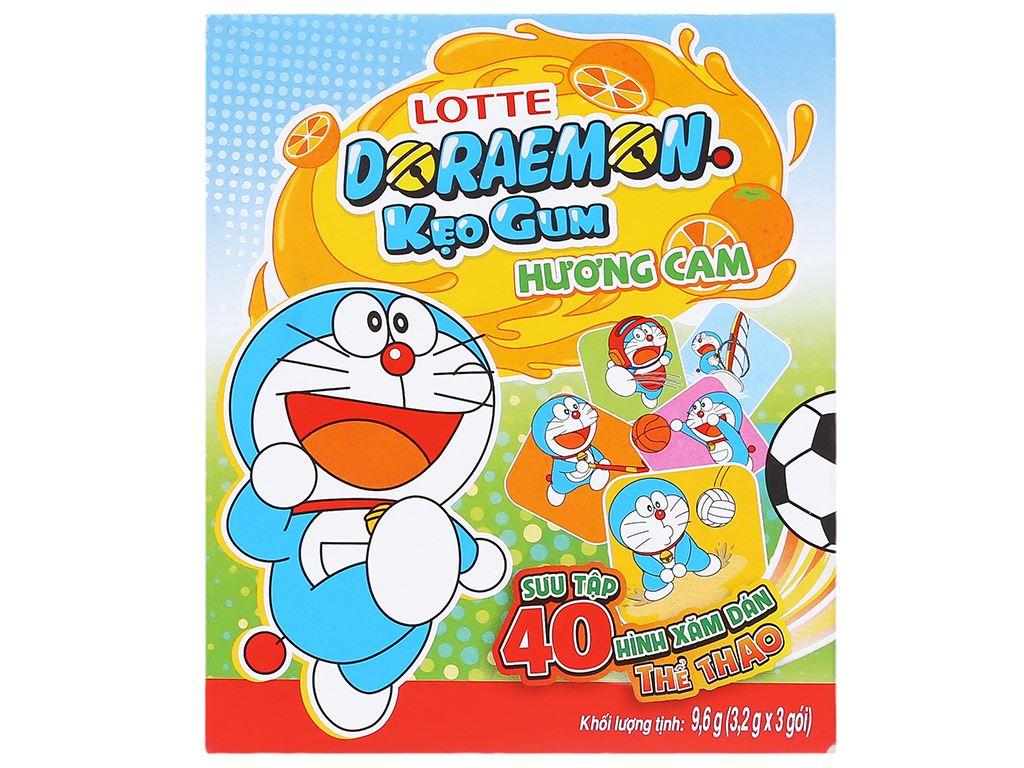 LOTTE
DORAEMON
KẸO GUM
HƯƠNG CAM
SƯU TẬP
40
HÌNH XĂM DÁN
THỂ THAO
Khối lượng tịnh: 9,6 g (3,2 g x 3 gói)